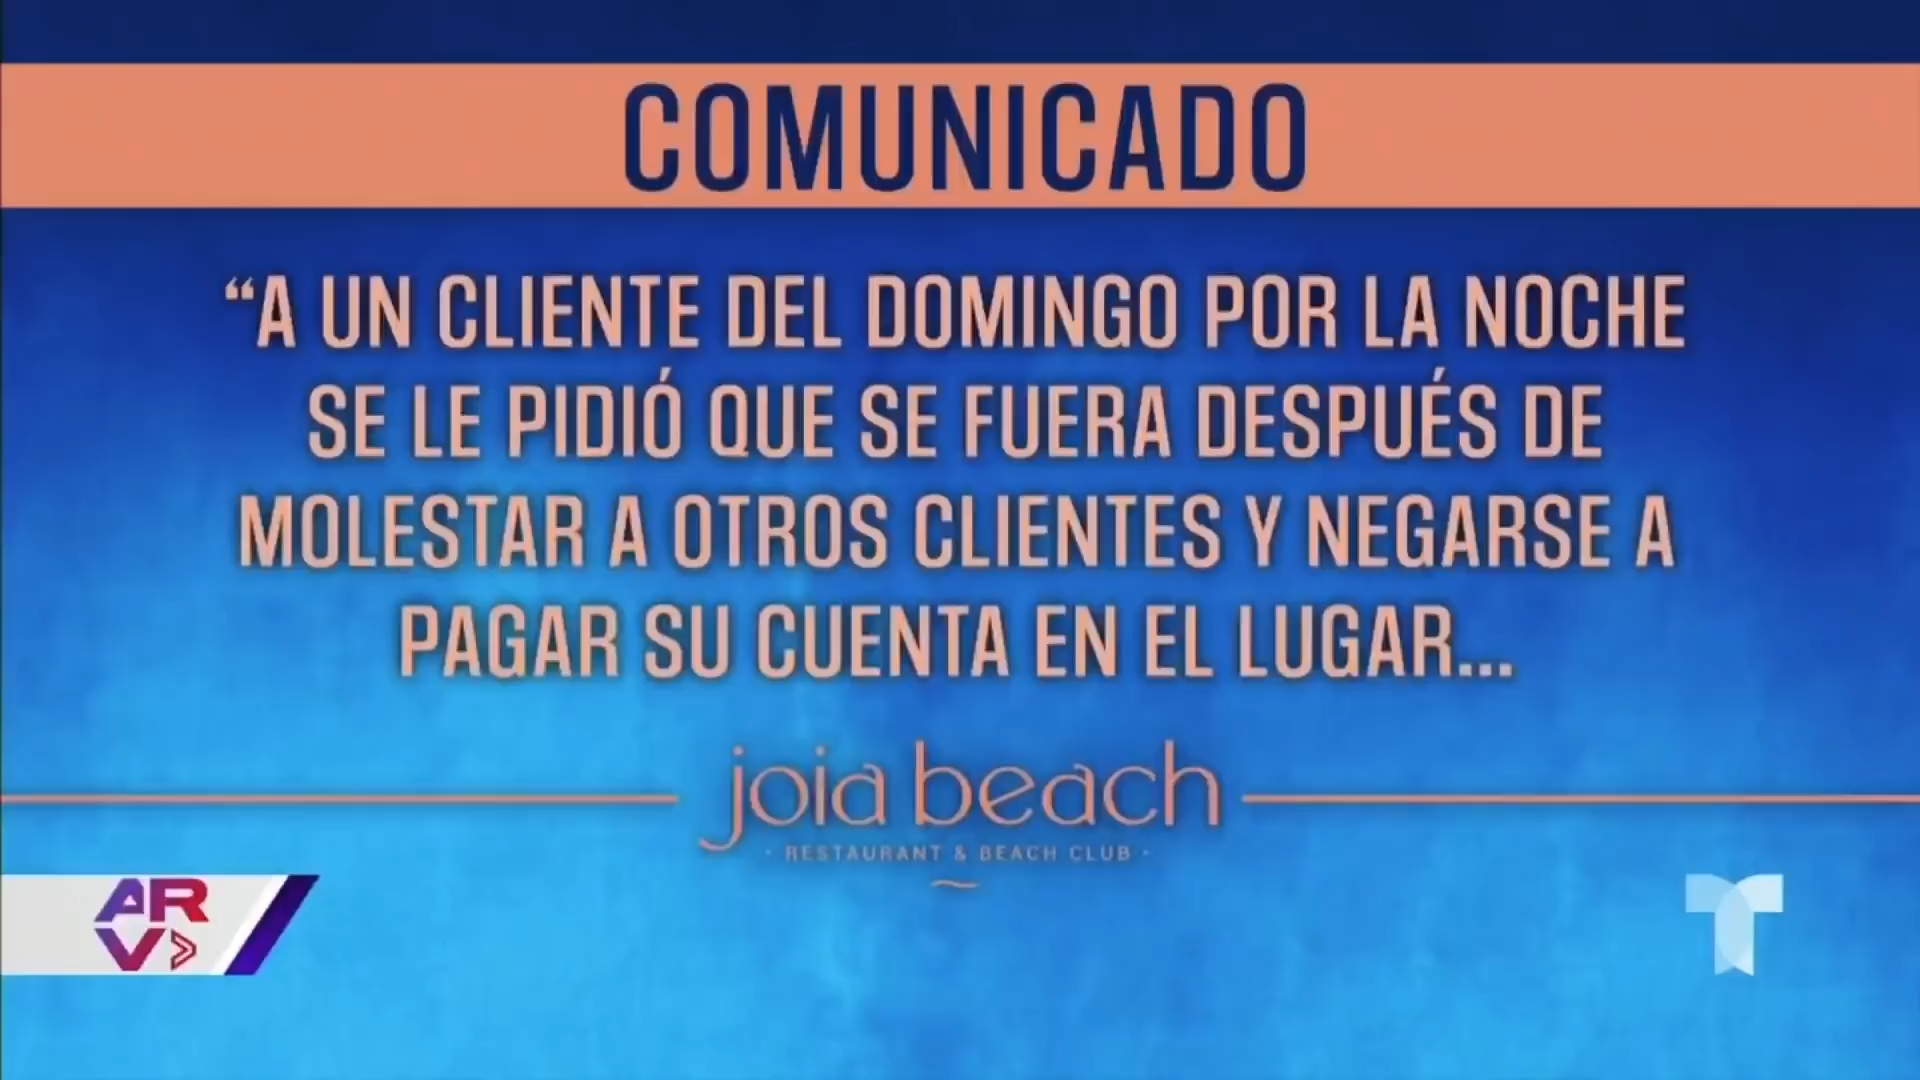 COMUNICADO
“A UN CLIENTE DEL DOMINGO POR LA NOCHE
SE LE PIDIÓ QUE SE FUERA DESPUÉS DE
MOLESTAR A OTROS CLIENTES Y NEGARSE A
PAGAR SU CUENTA EN EL LUGAR...
joia beach
· RESTAURANT & BEACH CLUB ·
AR
V
T